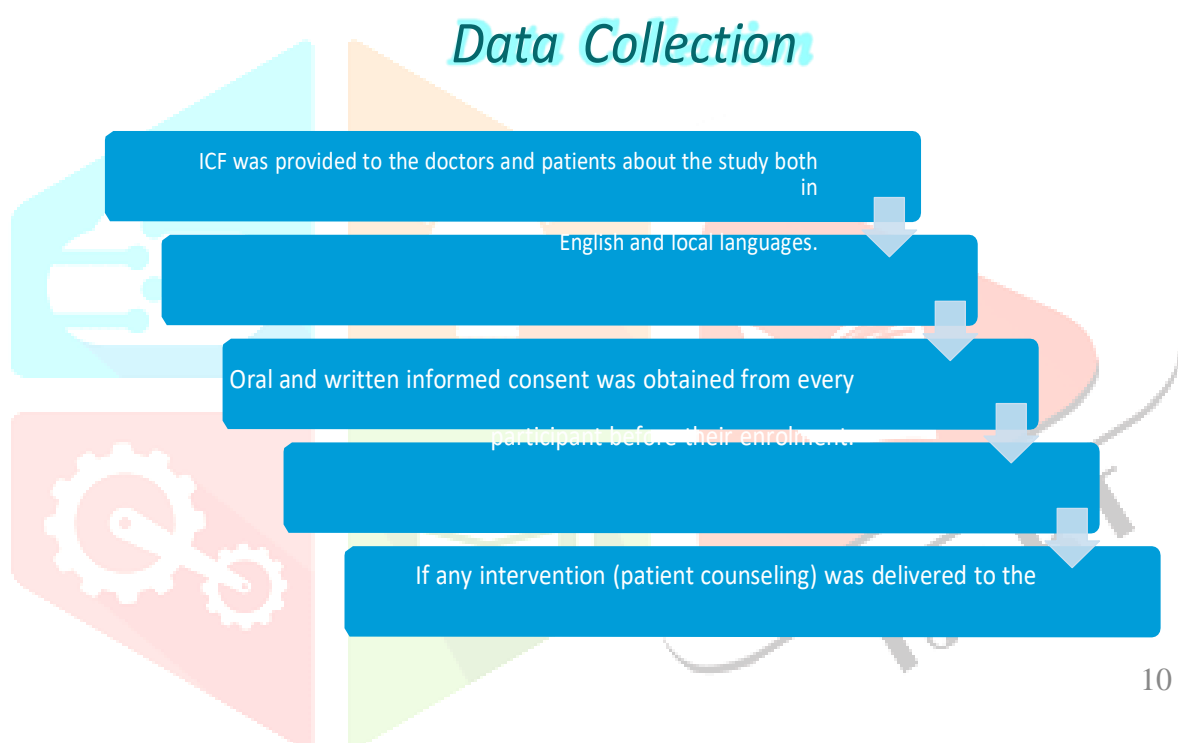 Data Collection
ICF was provided to the doctors and patients about the study both
in
English and local languages.
Oral and written informed consent was obtained from every
participant before their enrolment.
If any intervention (patient counseling) was delivered to the
10